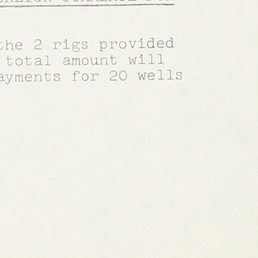 the 2 rigs provided
total amount will
ayments for 20 wells